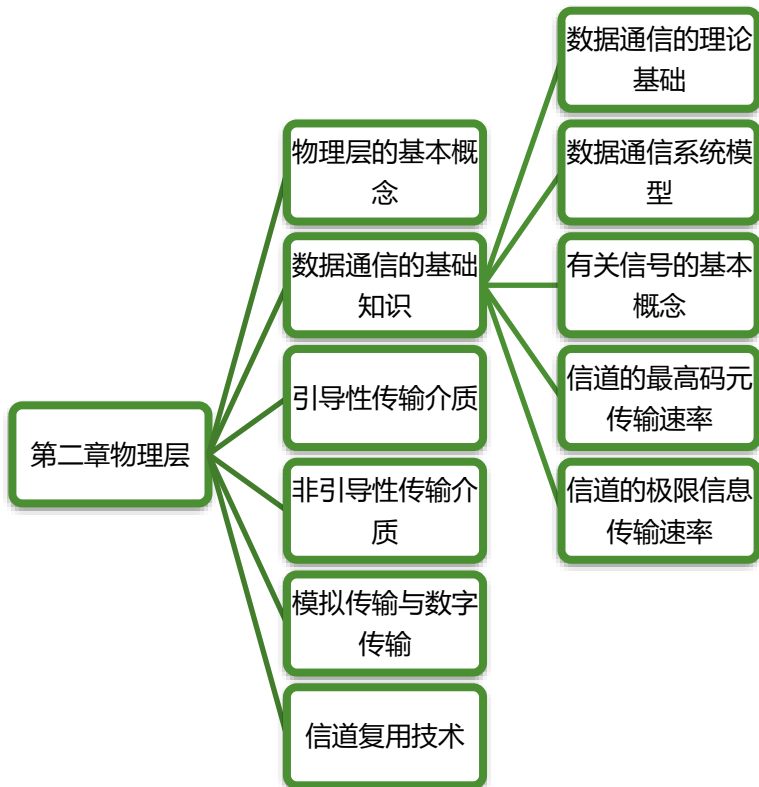 第二章物理层
物理层的基本概
念
数据通信的基础
知识
引导性传输介质
非引导性传输介
质
模拟传输与数字
传输
信道复用技术
数据通信的理论
基础
数据通信系统模
型
有关信号的基本
概念
信道的最高码元
传输速率
信道的极限信息
传输速率